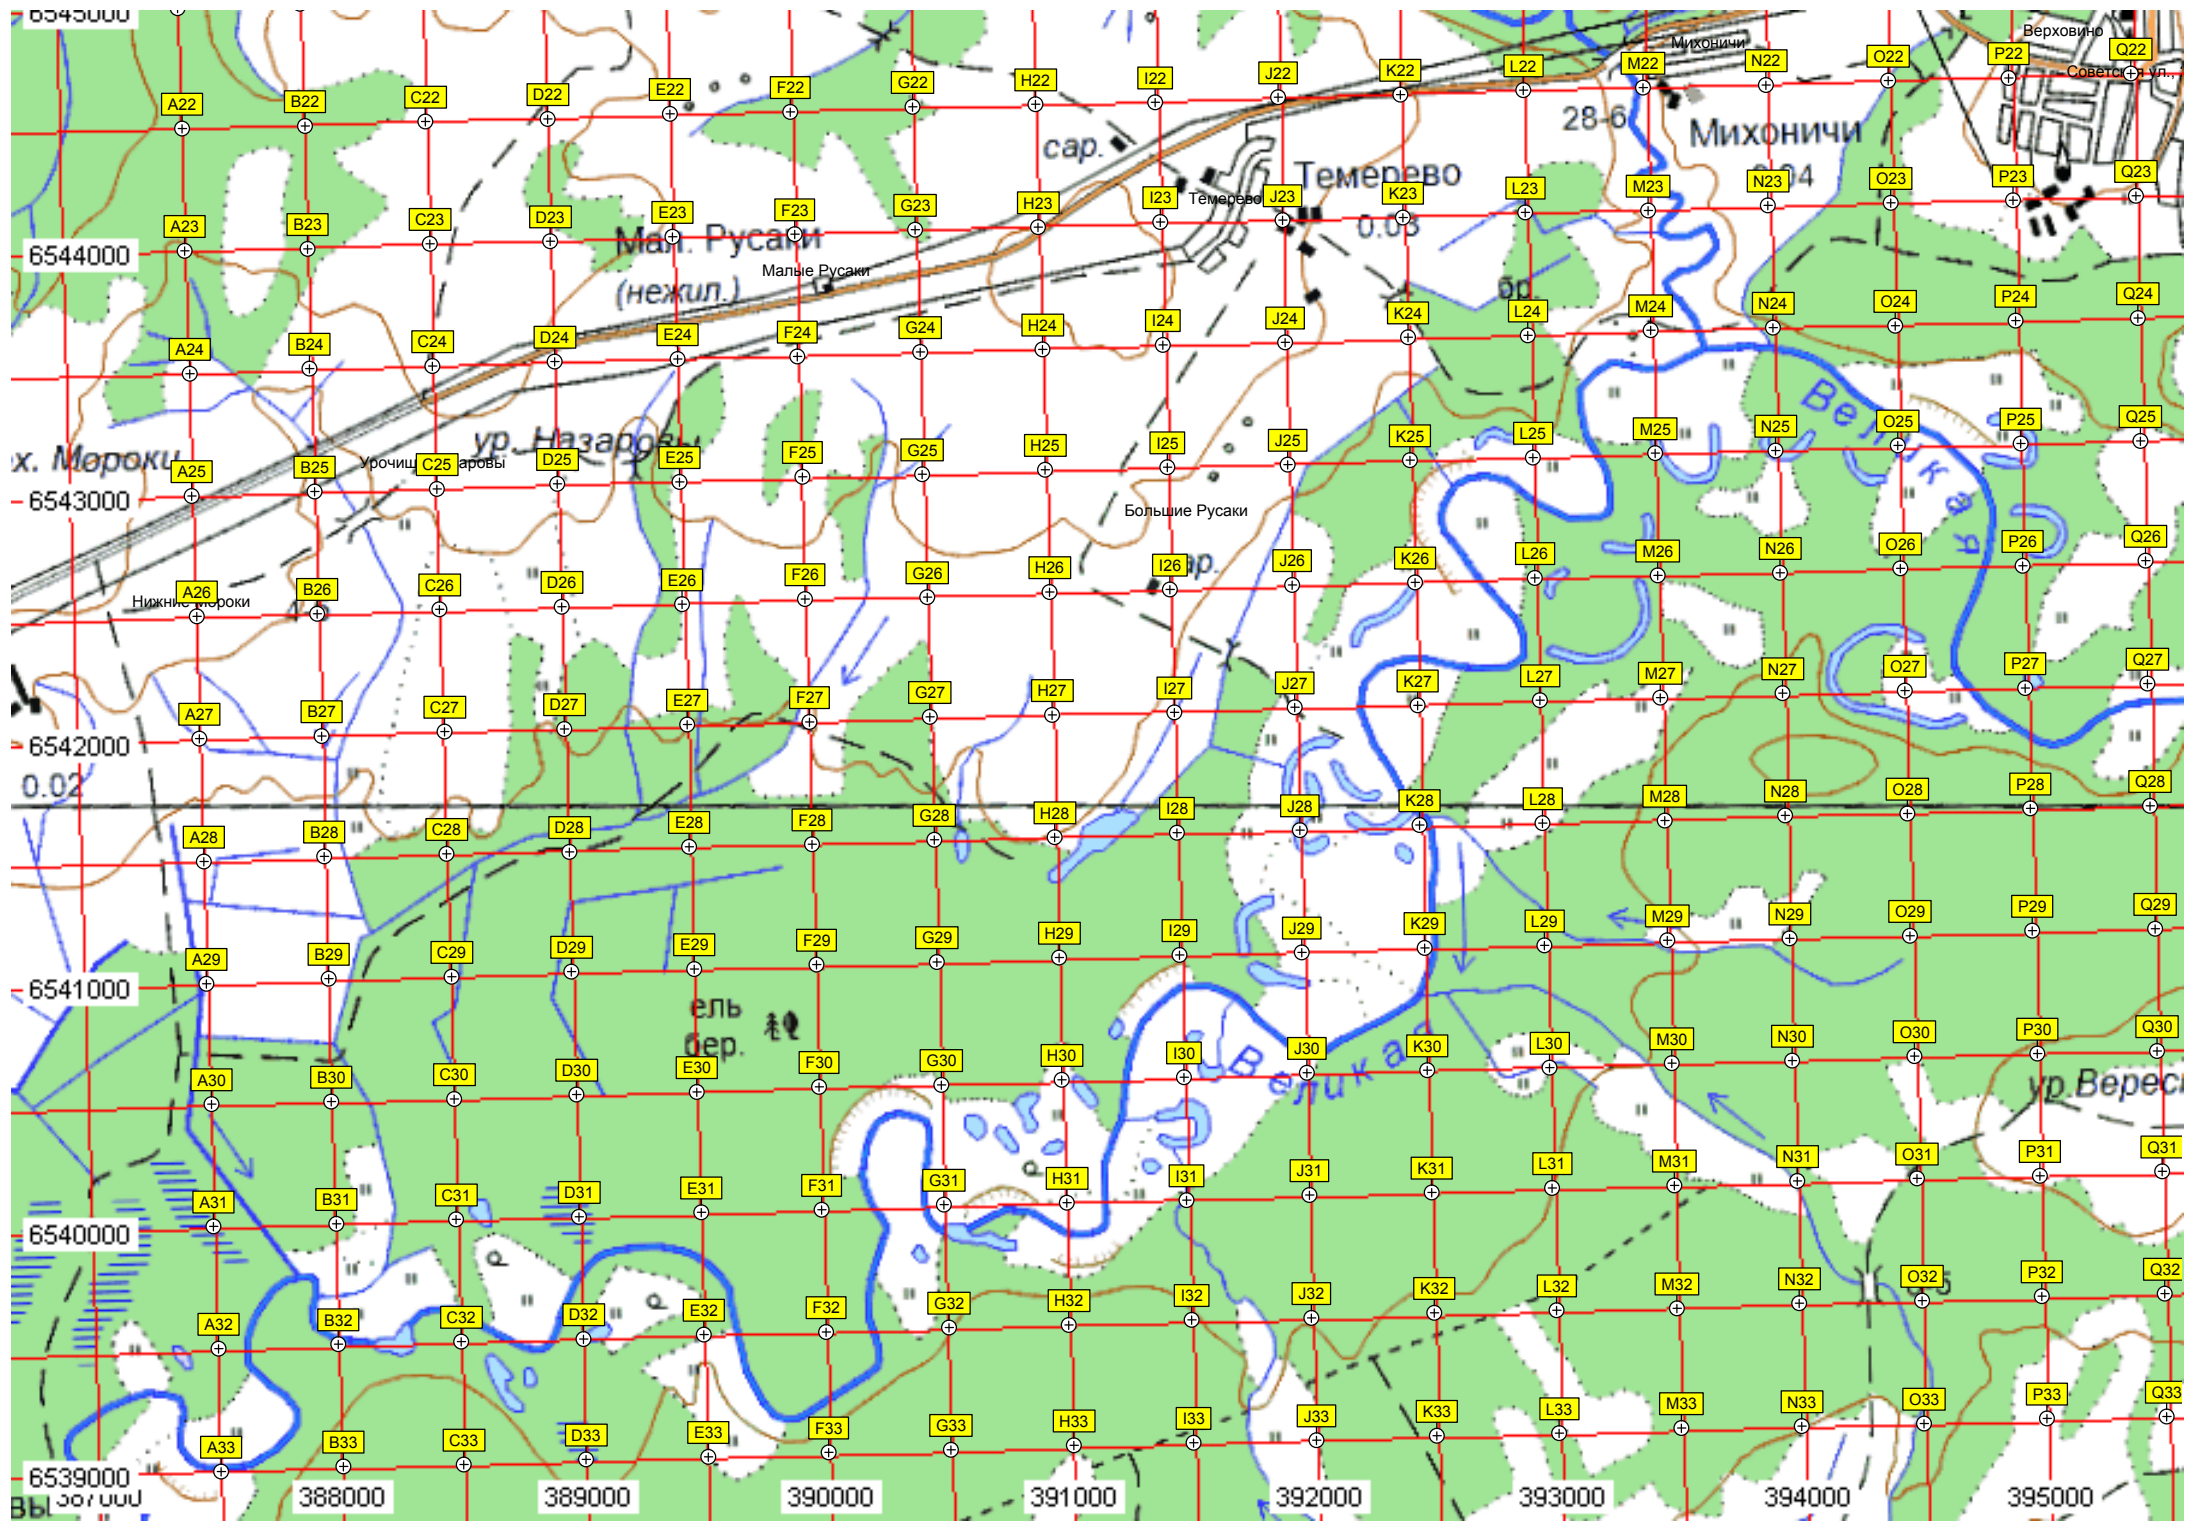 6545000
Верховино
Михоничи
Советская ул.,
A22 B22 C22 D22 E22 F22 G22 H22 I22 J22 K22 L22 M22 N22 O22 P22 Q22
28-6
Михоничи
сар.
Темерево
0.03
Темерево
A23 B23 C23 D23 E23 F23 G23 H23 I23 J23 K23 L23 M23 N23 O23 P23 Q23
Мал. Русаки
(нежил.)
Малые Русаки
6544000
бр.
A24 B24 C24 D24 E24 F24 G24 H24 I24 J24 K24 L24 M24 N24 O24 P24 Q24
Великая
ур. Назаровы
х. Мороки
A25 B25 C25 D25 E25 F25 G25 H25 I25 J25 K25 L25 M25 N25 O25 P25 Q25
6543000
Большие Русаки
A26 B26 C26 D26 E26 F26 G26 H26 I26 J26 K26 L26 M26 N26 O26 P26 Q26
Нижние Мороки
A27 B27 C27 D27 E27 F27 G27 H27 I27 J27 K27 L27 M27 N27 O27 P27 Q27
6542000
0.02
A28 B28 C28 D28 E28 F28 G28 H28 I28 J28 K28 L28 M28 N28 O28 P28 Q28
A29 B29 C29 D29 E29 F29 G29 H29 I29 J29 K29 L29 M29 N29 O29 P29 Q29
6541000
ель
бер.
Велика
A30 B30 C30 D30 E30 F30 G30 H30 I30 J30 K30 L30 M30 N30 O30 P30 Q30
ур.Верес
A31 B31 C31 D31 E31 F31 G31 H31 I31 J31 K31 L31 M31 N31 O31 P31 Q31
6540000
A32 B32 C32 D32 E32 F32 G32 H32 I32 J32 K32 L32 M32 N32 O32 P32 Q32
A33 B33 C33 D33 E33 F33 G33 H33 I33 J33 K33 L33 M33 N33 O33 P33 Q33
6539000
вы
387000 388000 389000 390000 391000 392000 393000 394000 395000